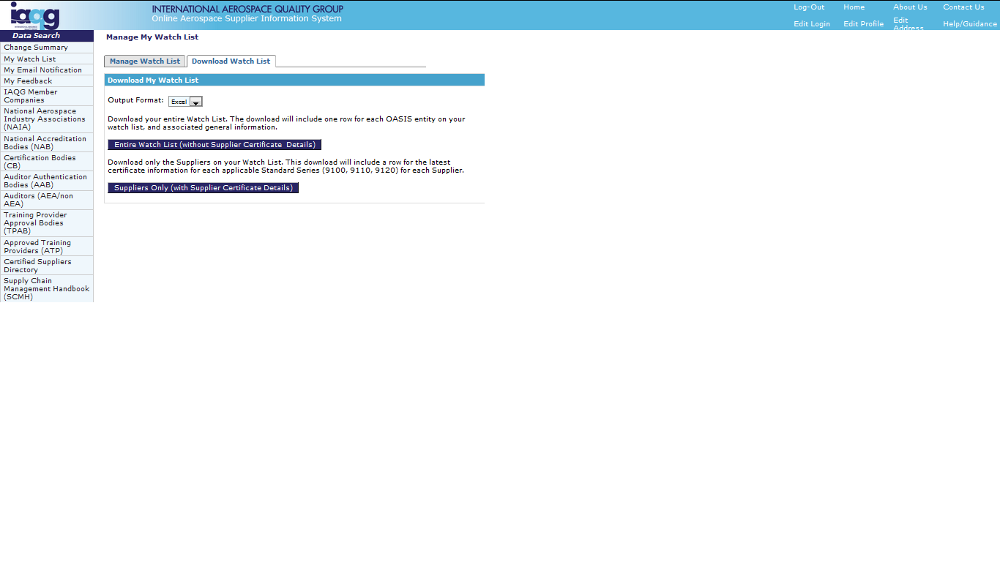 iaqg
INTERNATIONAL AEROSPACE QUALITY GROUP
Online Aerospace Supplier Information System
Log-Out
Home
About Us
Contact Us
Edit Login
Edit Profile
Edit
Address
Help/Guidance
Data Search
Change Summary
My Watch List
My Email Notification
My Feedback
IAQG Member
Companies
National Aerospace
Industry Associations
(NAIA)
National Accreditation
Bodies (NAB)
Certification Bodies
(CB)
Auditor Authentication
Bodies (AAB)
Auditors (AEA/non
AEA)
Training Provider
Approval Bodies
(TPAB)
Approved Training
Providers (ATP)
Certified Suppliers
Directory
Supply Chain
Management Handbook
(SCMH)
Manage My Watch List
Manage Watch List
Download Watch List
Download My Watch List
Output Format: Excel
Download your entire Watch List. The download will include one row for each OASIS entity on your
watch list, and associated general information.
Entire Watch List (without Supplier Certificate Details)
Download only the Suppliers on your Watch List. This download will include a row for the latest
certificate information for each applicable Standard Series (9100, 9110, 9120) for each Supplier.
Suppliers Only (with Supplier Certificate Details)